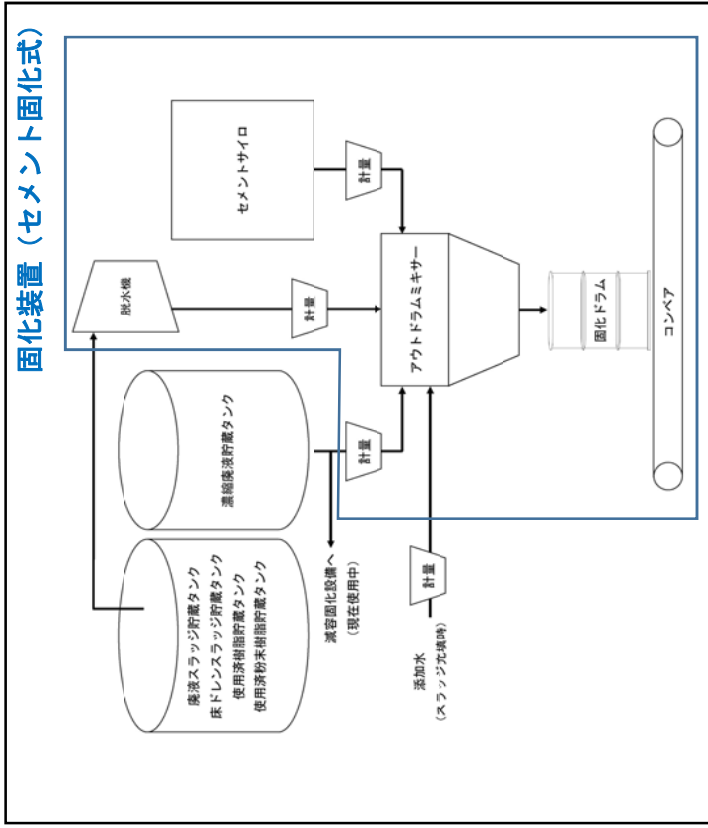 固化装置（セメント固化式）
廃液スラッジ貯蔵タンク
床ドレンスラッジ貯蔵タンク
使用済樹脂貯蔵タンク
使用済粉末樹脂貯蔵タンク
濃縮廃液貯蔵タンク
脱水機
セメントサイロ
減容固化設備へ
（現在使用中）
計量
計量
計量
添加水
（スラッジ充填時）
計量
アウトドラムミキサー
固化ドラム
コンベア